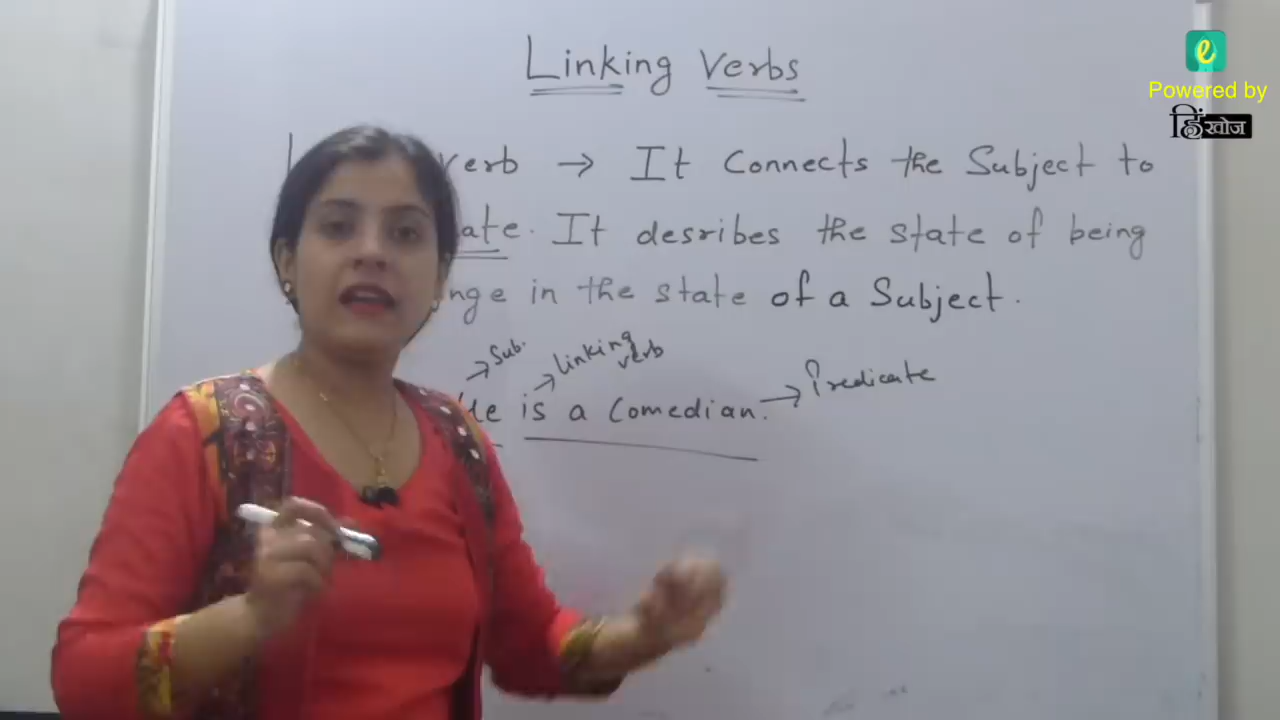 Linking Verbs
e
Powered by
हिंखोज
verb → It Connects the Subject to
ate. It desribes the state of being
nge in the state of a Subject.
→ Sub.
→ Linking verb
He is a Comedian. → Predicate